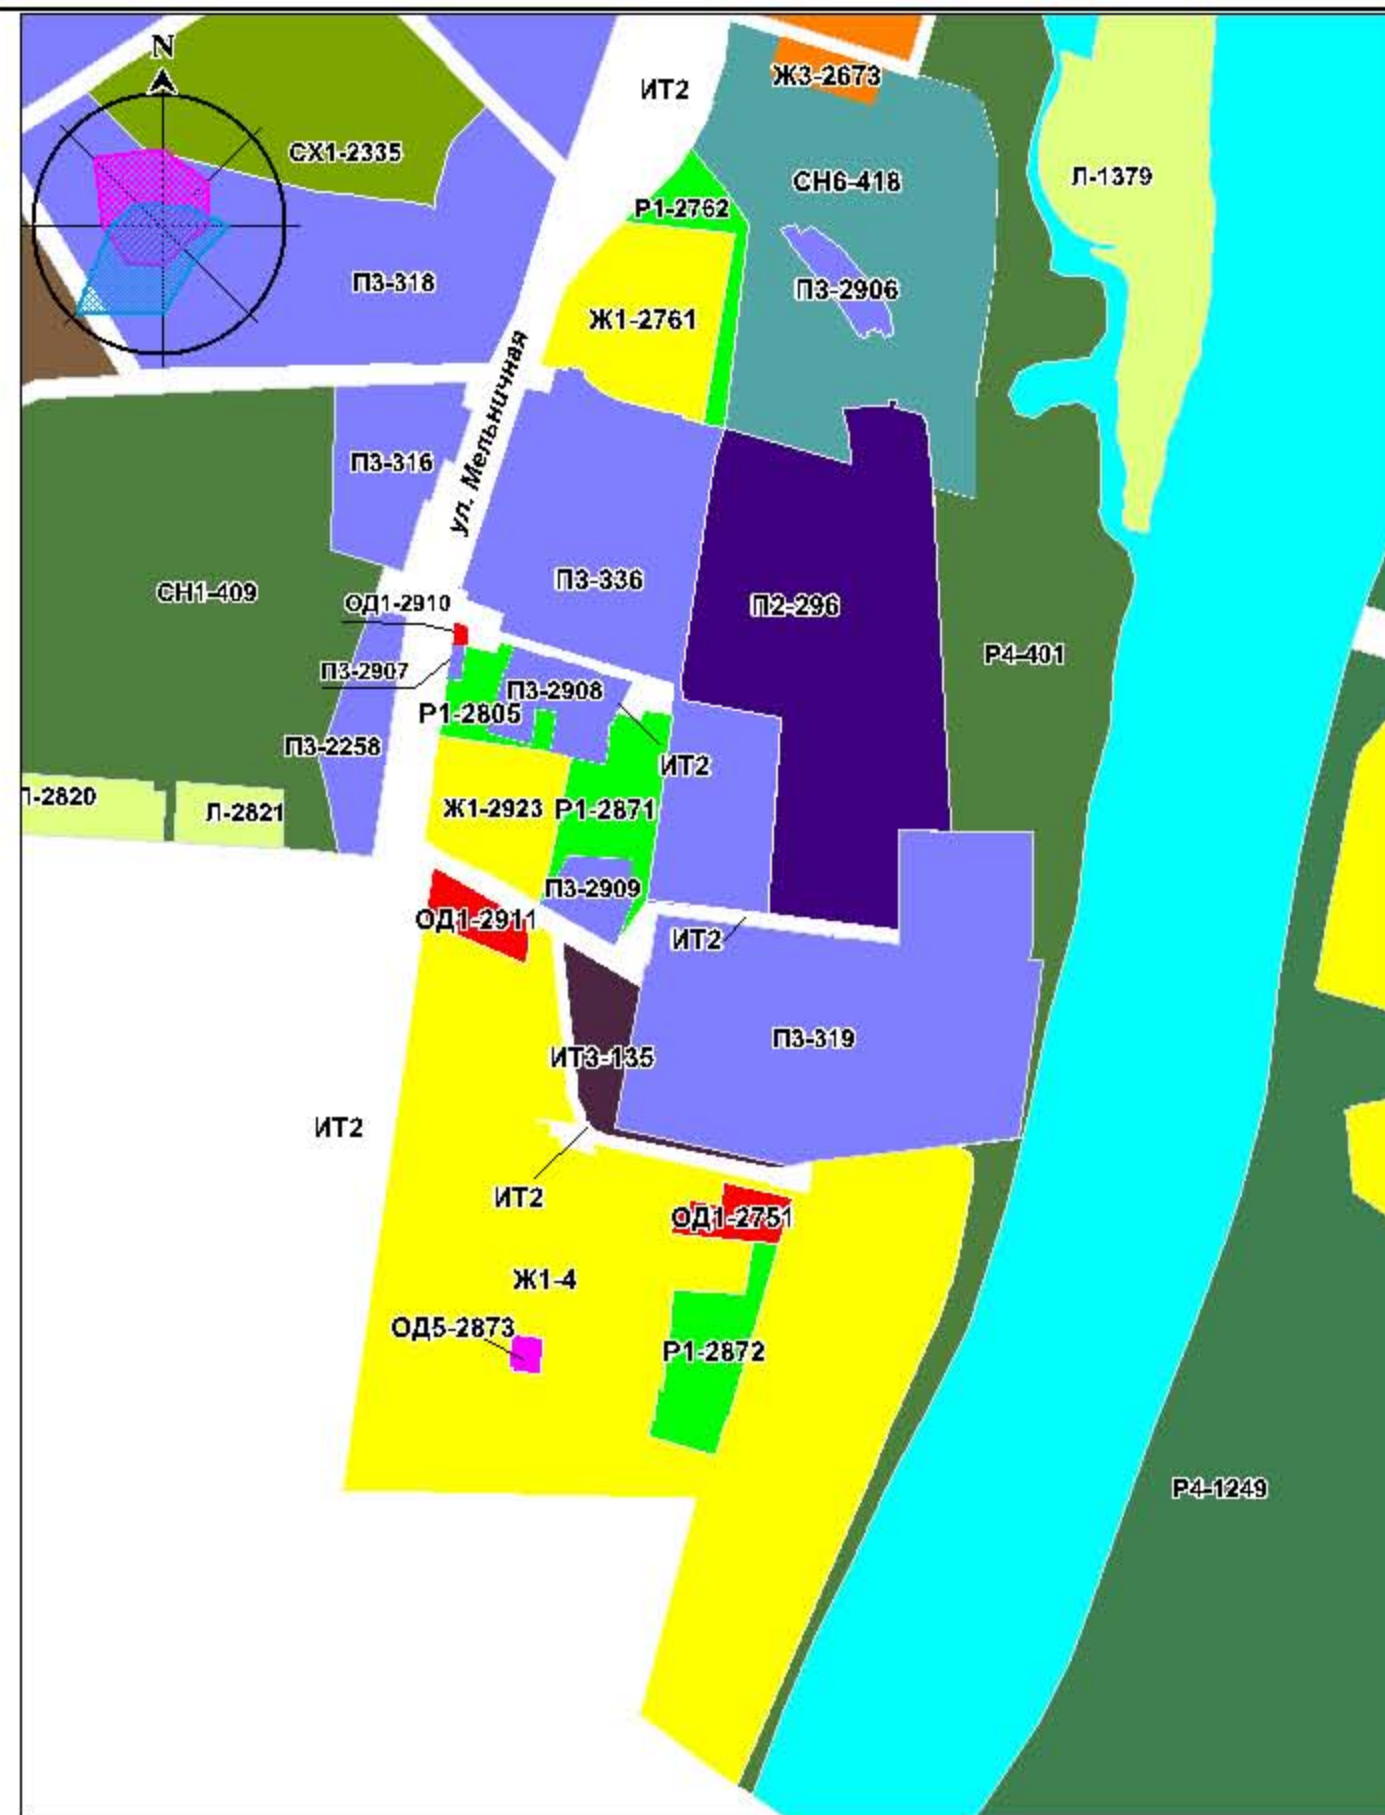 N
ИТ2
Ж3-2673
СХ1-2335
Л-1379
СН6-418
Р1-2762
П3-318
П3-2906
Ж1-2761
ул. Мельничная
П3-316
П3-336
СН1-409
ОД1-2910
П2-296
Р4-401
П3-2907
П3-2908
Р1-2805
П3-2258
ИТ2
Л-2820
Л-2821
Ж1-2923
Р1-2871
П3-2909
ОД1-2911
ИТ2
П3-319
ИТ3-135
ИТ2
ИТ2
ОД1-2751
Ж1-4
ОД5-2873
Р1-2872
Р4-1249